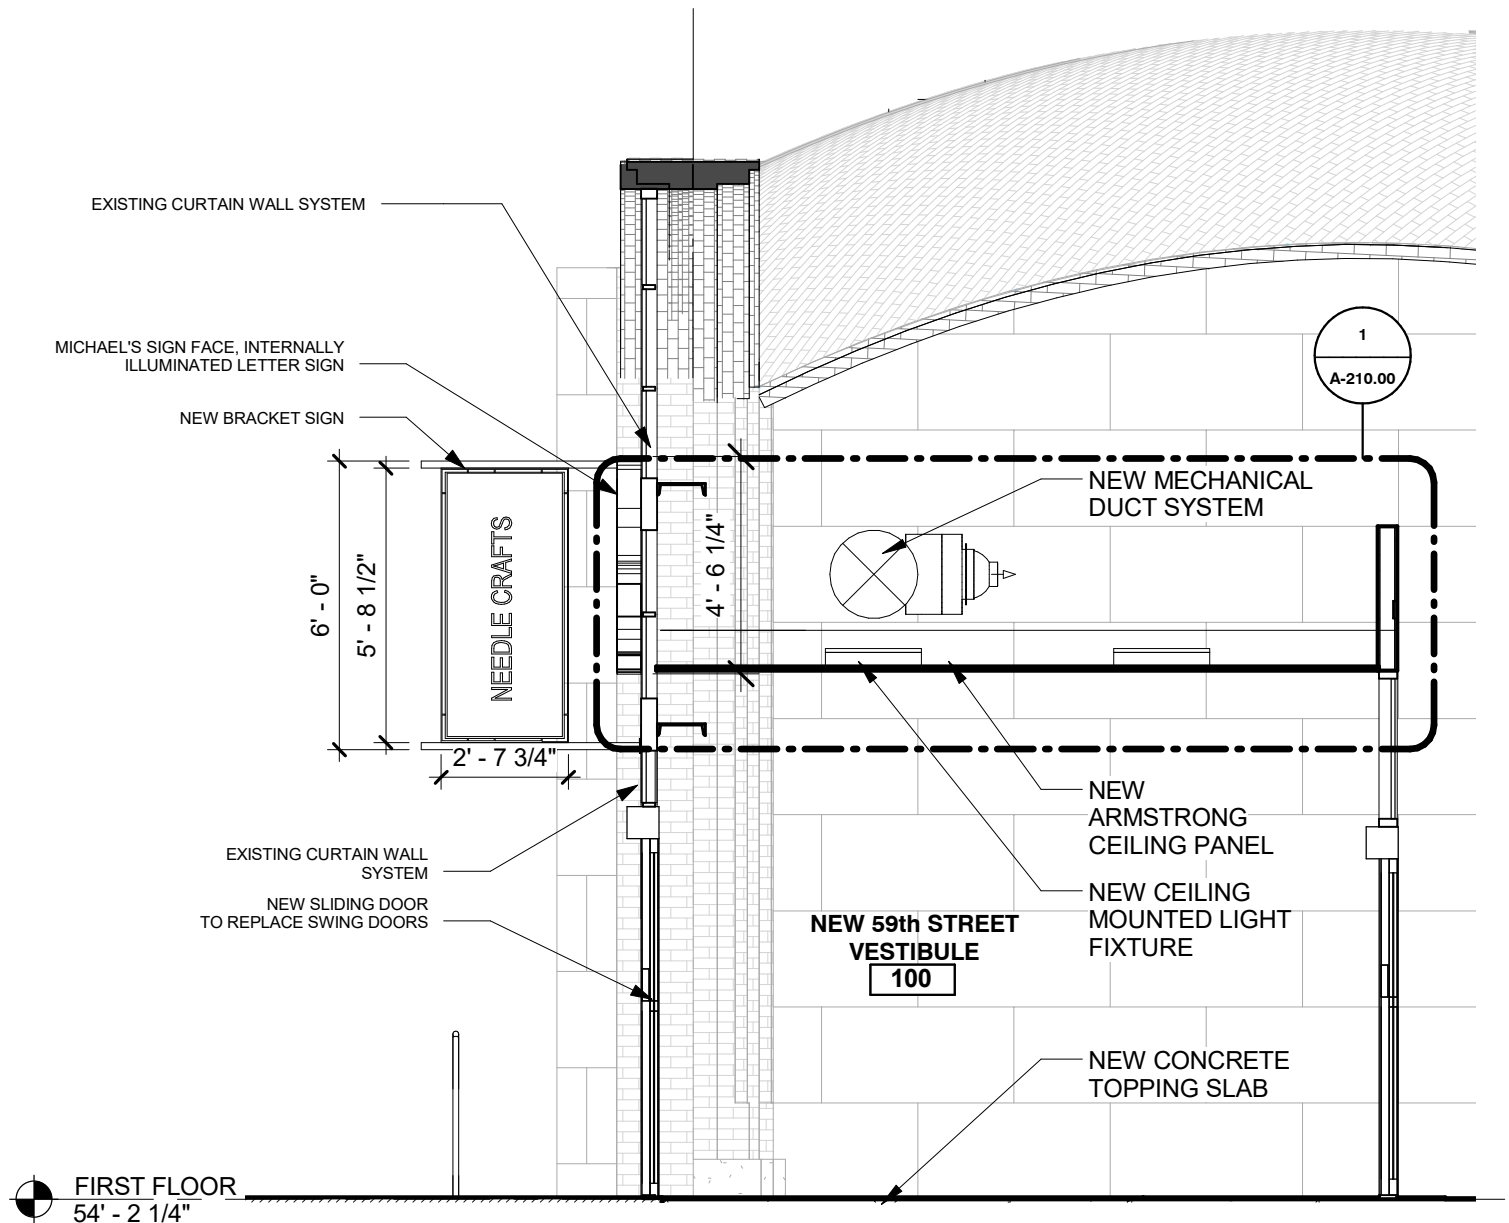 EXISTING CURTAIN WALL SYSTEM
MICHAEL'S SIGN FACE, INTERNALLY
ILLUMINATED LETTER SIGN
NEW BRACKET SIGN
1
A-210.00
NEW MECHANICAL
DUCT SYSTEM
6' - 0"
5' - 8 1/2"
NEEDLE CRAFTS
4' - 6 1/4"
2' - 7 3/4"
NEW
ARMSTRONG
CEILING PANEL
EXISTING CURTAIN WALL
SYSTEM
NEW SLIDING DOOR
TO REPLACE SWING DOORS
NEW CEILING
MOUNTED LIGHT
FIXTURE
NEW 59th STREET
VESTIBULE
100
NEW CONCRETE
TOPPING SLAB
FIRST FLOOR
54' - 2 1/4"